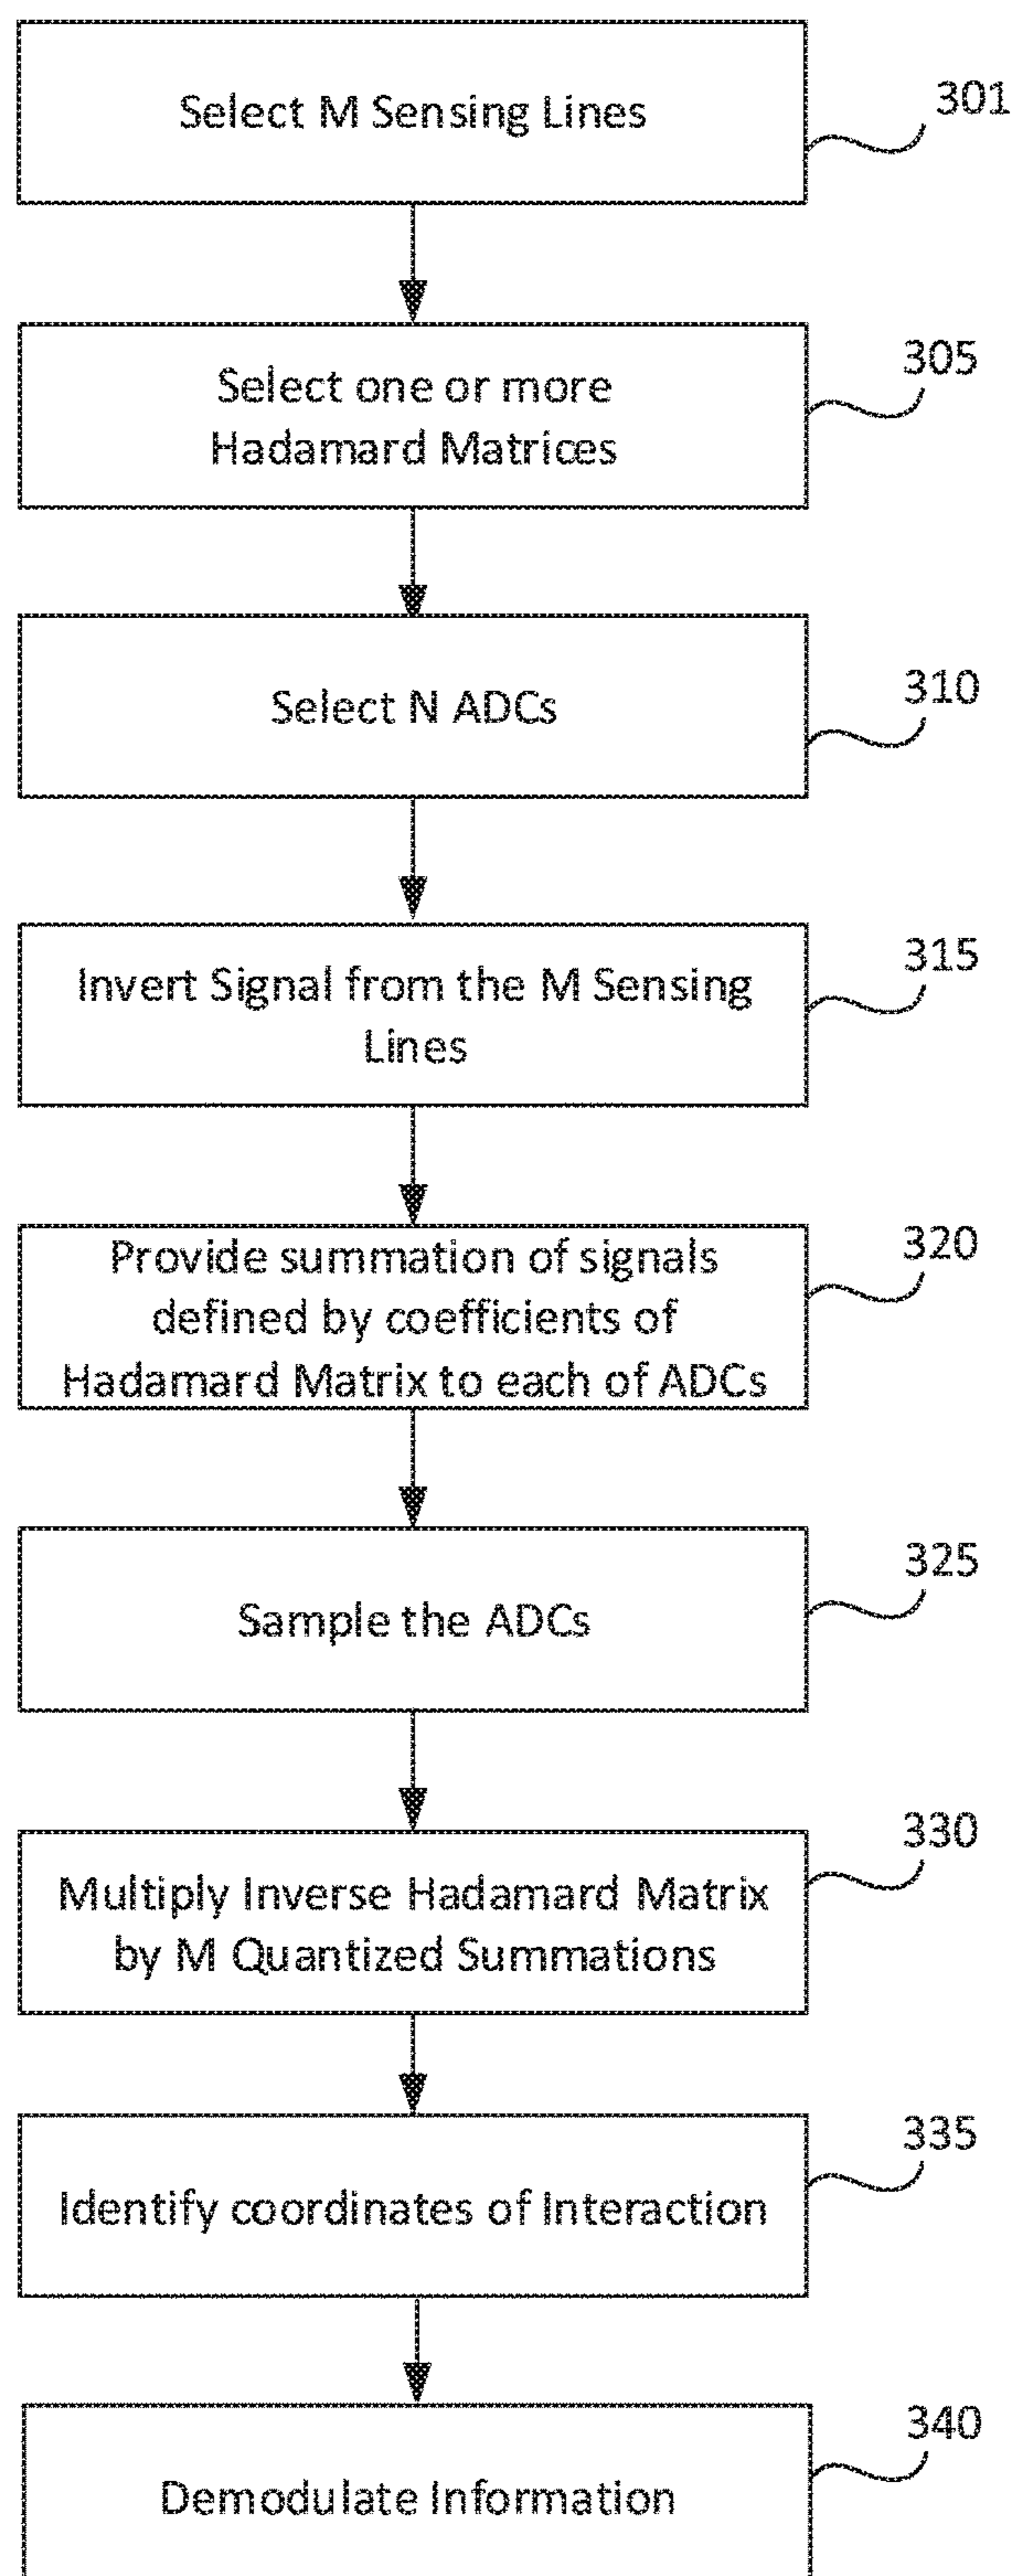 Select M Sensing Lines
301
Select one or more
Hadamard Matrices
305
Select N ADCs
310
Invert Signal from the M Sensing
Lines
315
Provide summation of signals
defined by coefficients of
Hadamard Matrix to each of ADCs
320
Sample the ADCs
325
Multiply Inverse Hadamard Matrix
by M Quantized Summations
330
Identify coordinates of Interaction
335
Demodulate Information
340